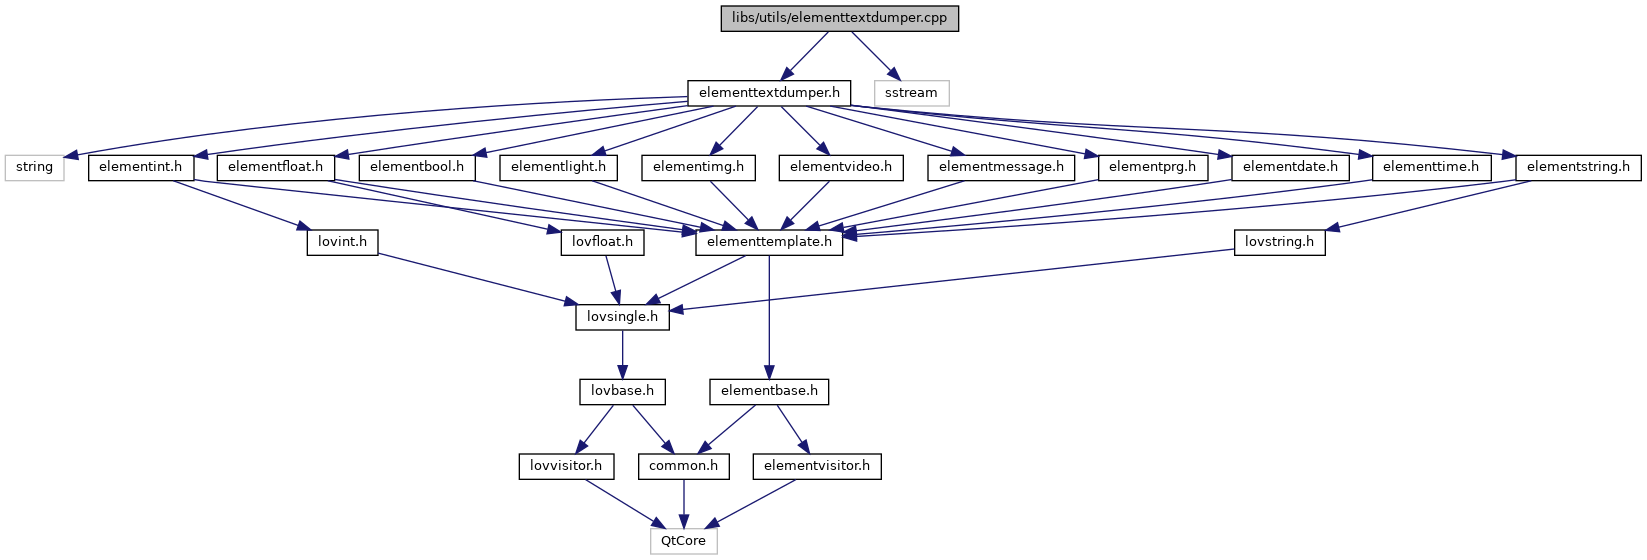 libs/utils/elementtextdumper.cpp
elementtextdumper.h
sstream
string
elementint.h
elementfloat.h
elementbool.h
elementlight.h
elementimg.h
elementvideo.h
elementmessage.h
elementprg.h
elementdate.h
elementtime.h
elementstring.h
lovint.h
lovfloat.h
elementtemplate.h
lovstring.h
lovsingle.h
lovbase.h
elementbase.h
lovvisitor.h
common.h
elementvisitor.h
QtCore